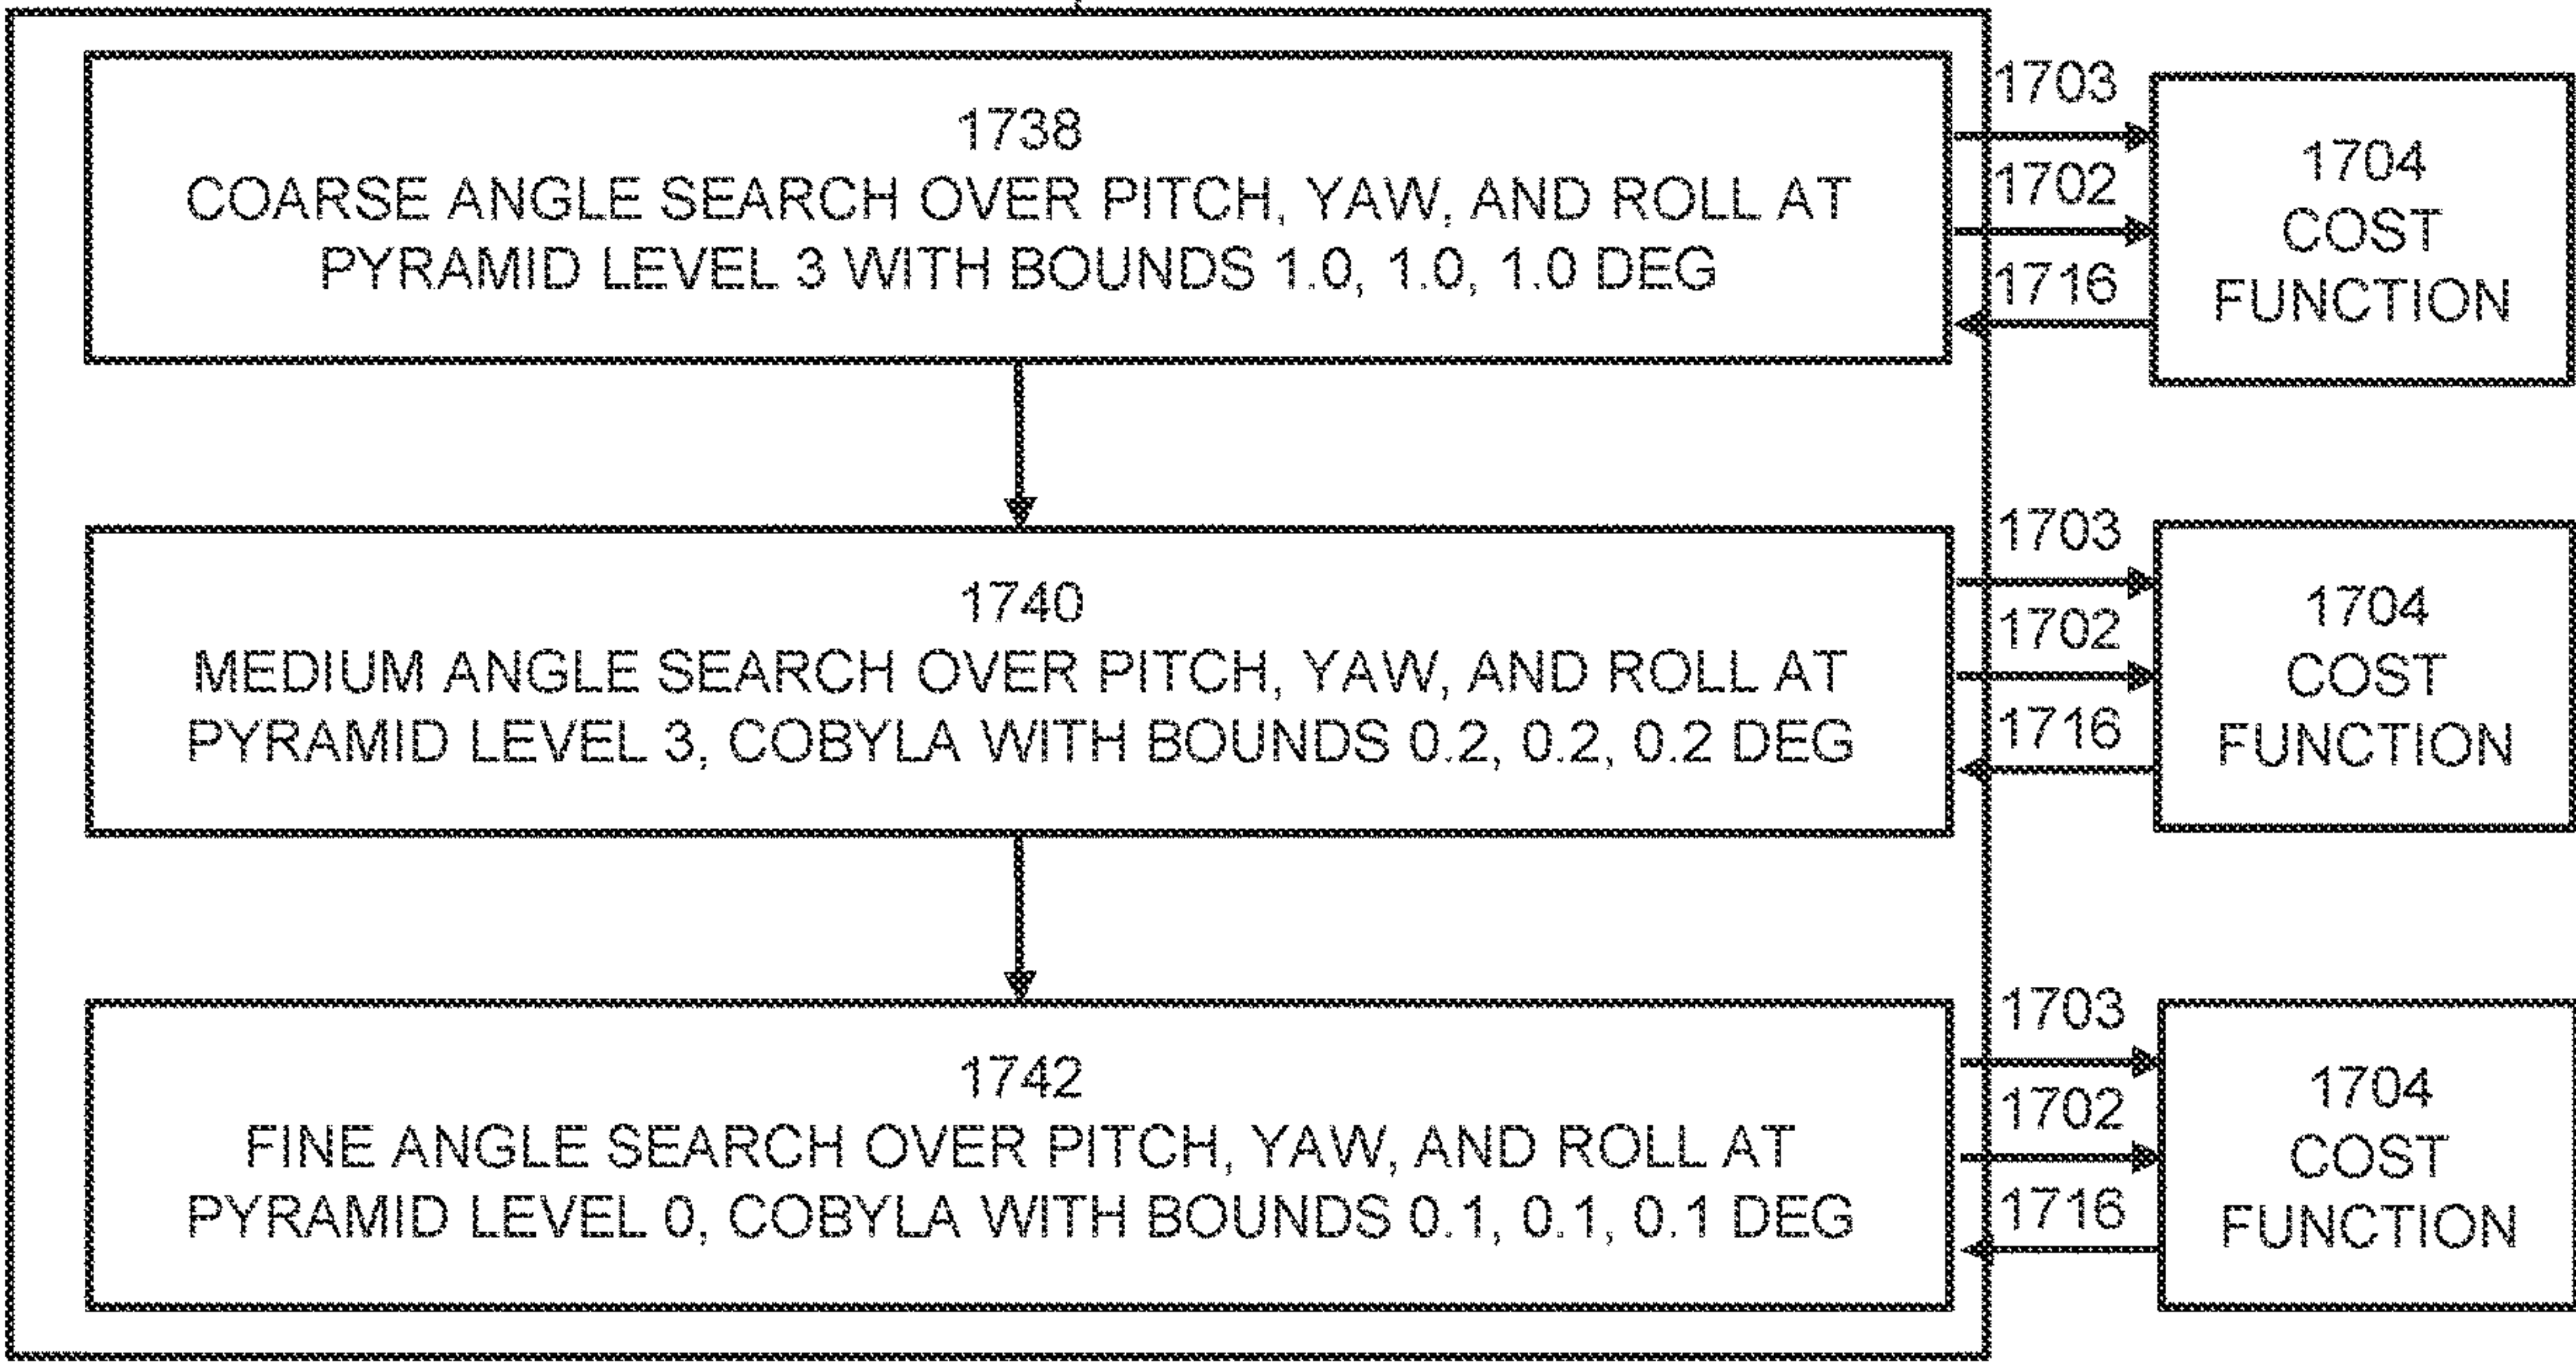 1738
COARSE ANGLE SEARCH OVER PITCH, YAW, AND ROLL AT
PYRAMID LEVEL 3 WITH BOUNDS 1.0, 1.0, 1.0 DEG
1703
1702
1716
1704
COST
FUNCTION
1740
MEDIUM ANGLE SEARCH OVER PITCH, YAW, AND ROLL AT
PYRAMID LEVEL 3, COBYLA WITH BOUNDS 0.2, 0.2, 0.2 DEG
1703
1702
1716
1704
COST
FUNCTION
1742
FINE ANGLE SEARCH OVER PITCH, YAW, AND ROLL AT
PYRAMID LEVEL 0, COBYLA WITH BOUNDS 0.1, 0.1, 0.1 DEG
1703
1702
1716
1704
COST
FUNCTION